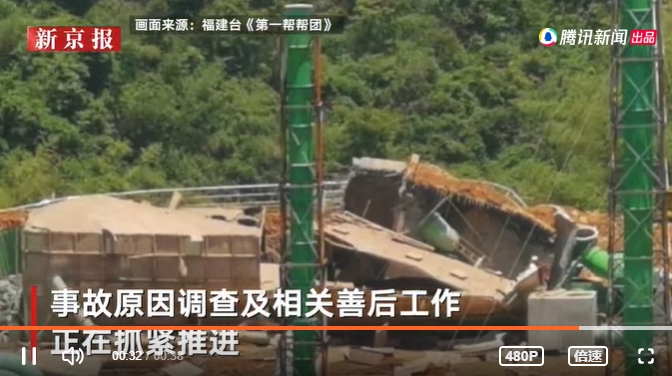 新京报
画面来源：福建台《第一帮帮团》
腾讯新闻 出品
事故原因调查及相关善后工作
正在抓紧推进
00:32 / 00:38
480P
倍速